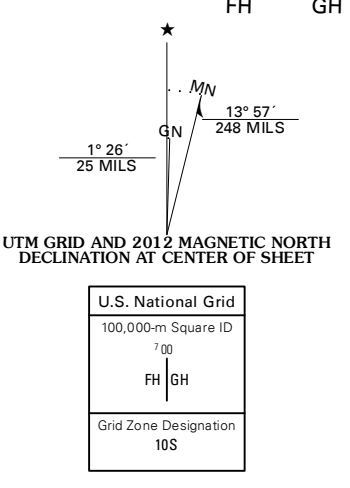 FH GH
★
MN
GN
13° 57´
248 MILS
1° 26´
25 MILS
UTM GRID AND 2012 MAGNETIC NORTH
DECLINATION AT CENTER OF SHEET
U.S. National Grid
100,000-m Square ID
⁷00
FH GH
Grid Zone Designation
10S